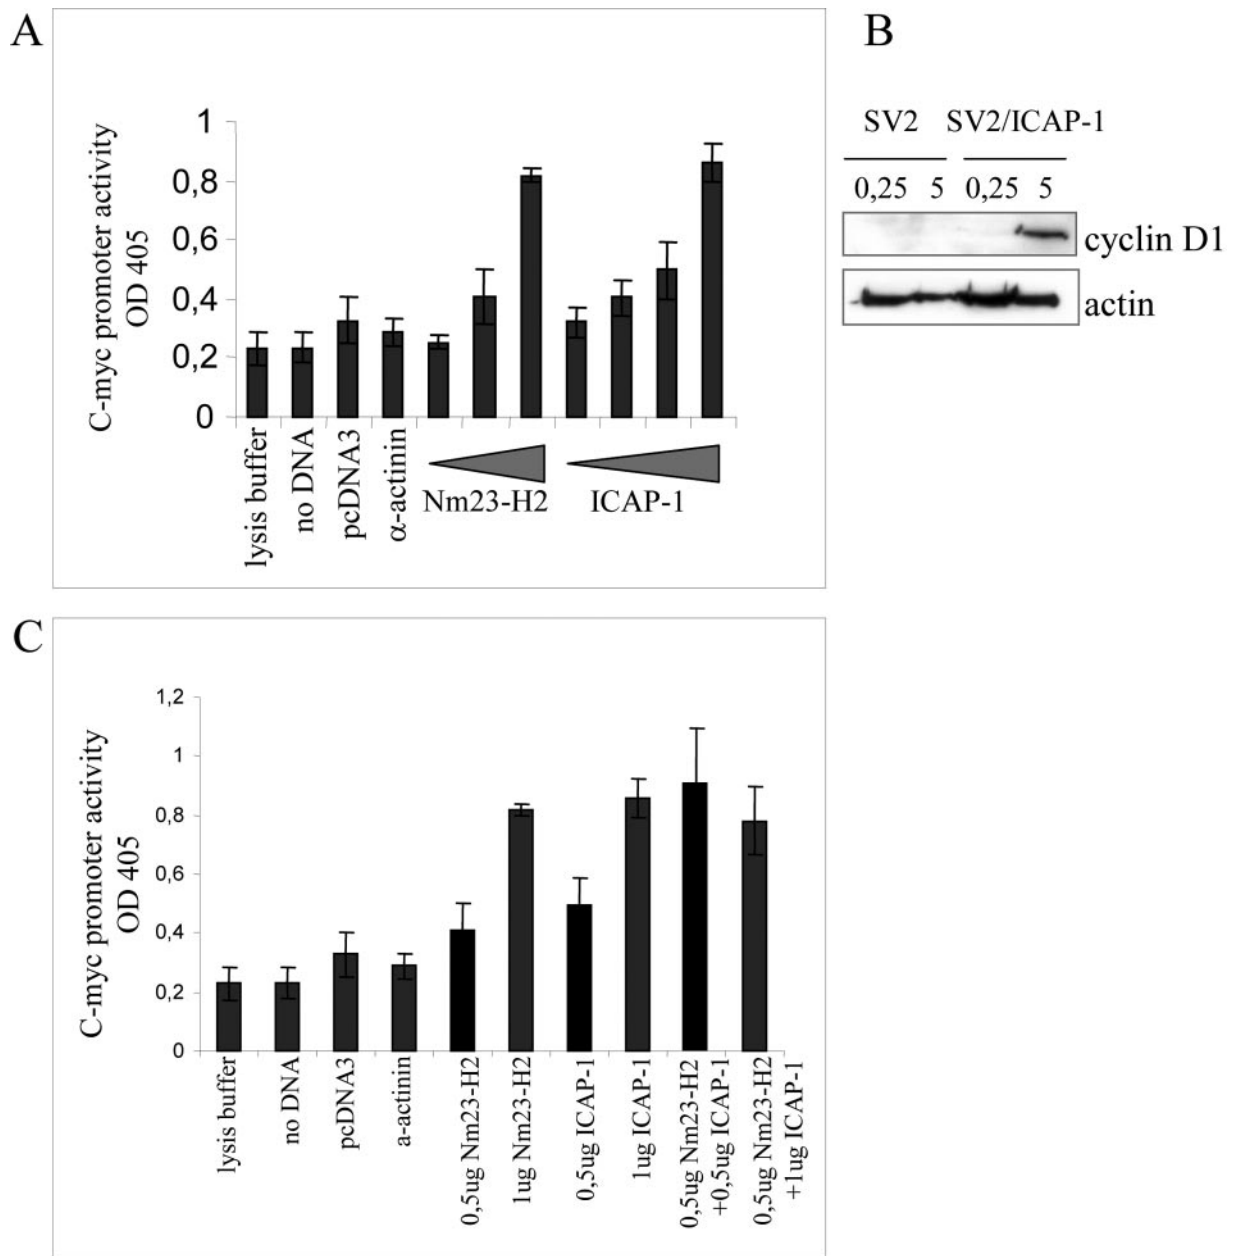 A
C-myc promoter activity
OD 405
1
0,8
0,6
0,4
0,2
0
lysis buffer
no DNA
pcDNA3
α-actinin
Nm23-H2
ICAP-1
B
SV2 SV2/ICAP-1
0,25 5 0,25 5
cyclin D1
actin
C
C-myc promoter activity
OD 405
1,2
1
0,8
0,6
0,4
0,2
0
lysis buffer
no DNA
pcDNA3
a-actinin
0,5ug Nm23-H2
1ug Nm23-H2
0,5ug ICAP-1
1ug ICAP-1
0,5ug Nm23-H2
+0,5ug ICAP-1
0,5ug Nm23-H2
+1ug ICAP-1